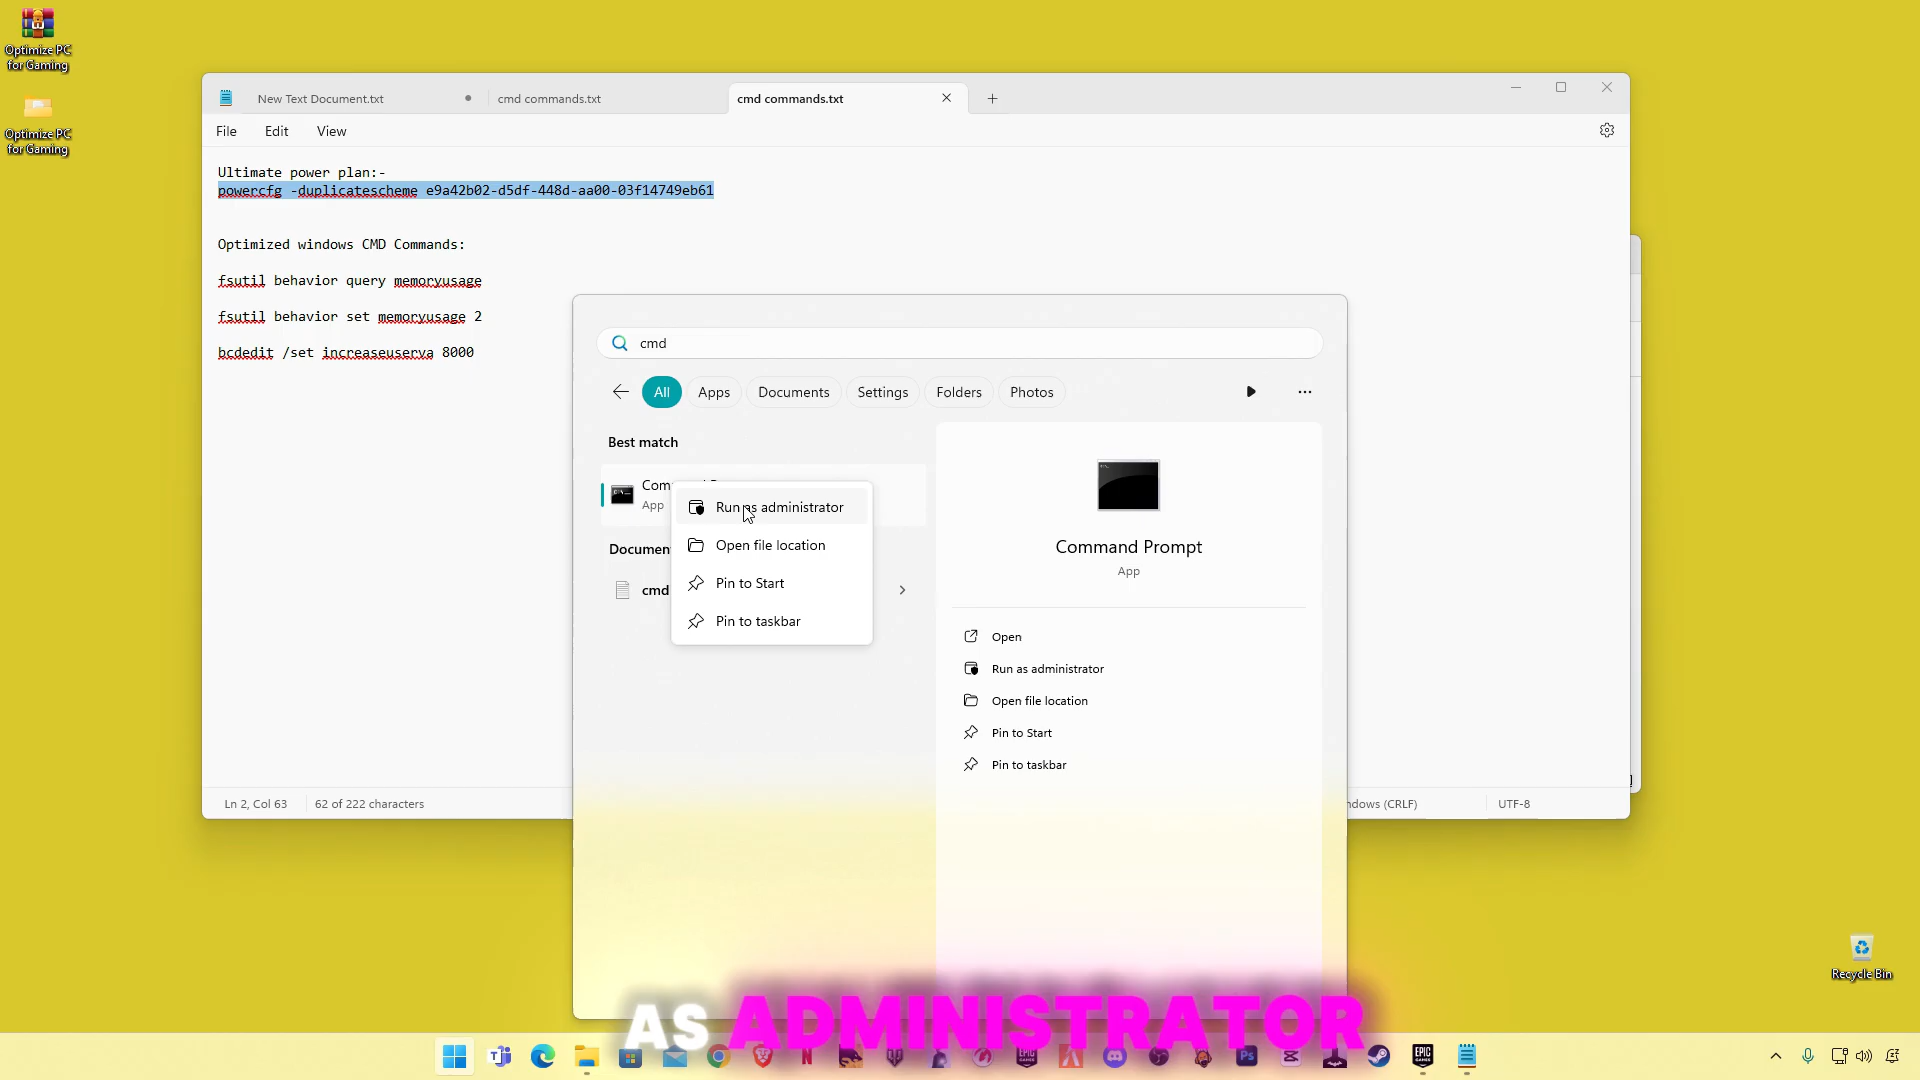 Optimize PC
for Gaming
Optimize PC
for Gaming
New Text Document.txt
cmd commands.txt
cmd commands.txt
File
Edit
View
Ultimate power plan:-
powercfg -duplicatescheme e9a42b02-d5df-448d-aa00-03f14749eb61
Optimized windows CMD Commands:
fsutil behavior query memoryusage
fsutil behavior set memoryusage 2
bcdedit /set increaseuserva 8000
Ln 2, Col 63
62 of 222 characters
(CRLF)
UTF-8
cmd
All
Apps
Documents
Settings
Folders
Photos
Best match
App
Run as administrator
Open file location
Pin to Start
Pin to taskbar
cmd
Command Prompt
App
Open
Run as administrator
Open file location
Pin to Start
Pin to taskbar
Recycle Bin
AS ADMINISTRATOR